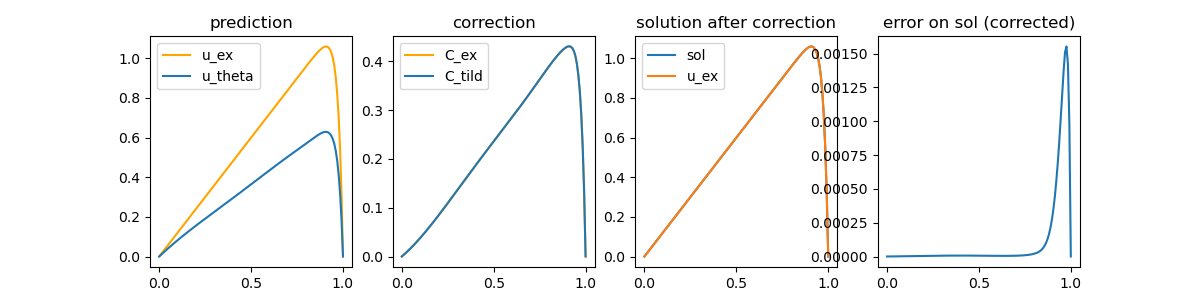 prediction
u_ex
u_theta
1.0
0.8
0.6
0.4
0.2
0.0
0.0 0.5 1.0
correction
C_ex
C_tild
0.4
0.3
0.2
0.1
0.0
0.0 0.5 1.0
solution after correction
sol
u_ex
1.0
0.8
0.6
0.4
0.2
0.0
0.0 0.5 1.0
error on sol (corrected)
0.00150
0.00125
0.00100
0.00075
0.00050
0.00025
0.00000
0.0 0.5 1.0